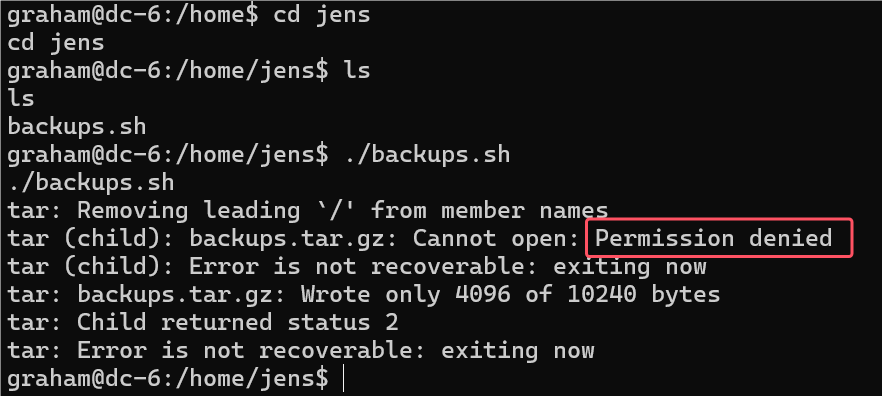 graham@dc-6:/home$ cd jens
cd jens
graham@dc-6:/home/jens$ ls
ls
backups.sh
graham@dc-6:/home/jens$ ./backups.sh
./backups.sh
tar: Removing leading `/' from member names
tar (child): backups.tar.gz: Cannot open: Permission denied
tar (child): Error is not recoverable: exiting now
tar: backups.tar.gz: Wrote only 4096 of 10240 bytes
tar: Child returned status 2
tar: Error is not recoverable: exiting now
graham@dc-6:/home/jens$